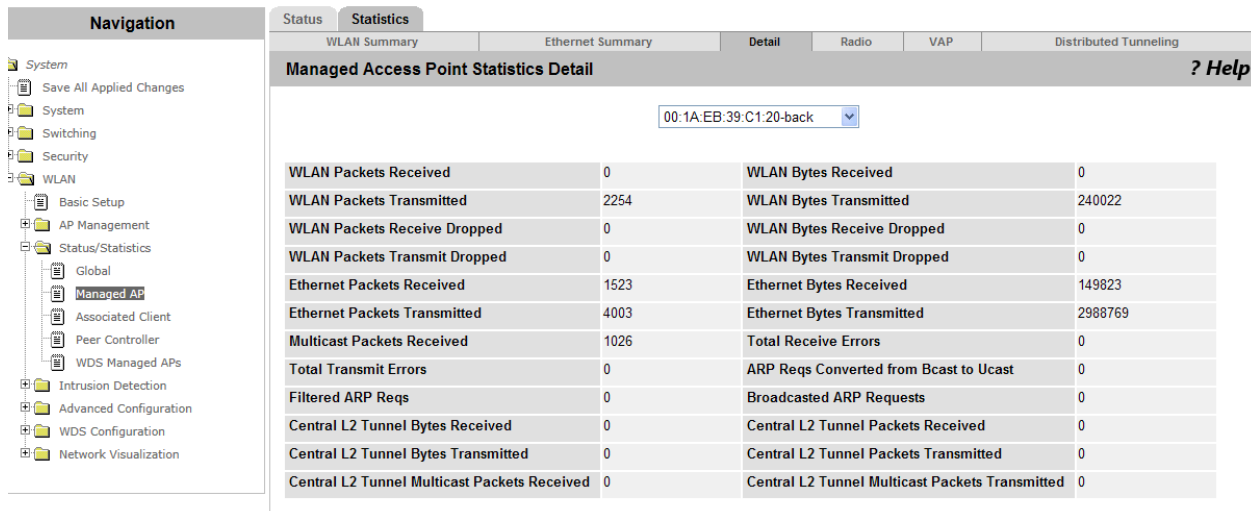 Navigation
System
Save All Applied Changes
System
Switching
Security
WLAN
Basic Setup
AP Management
Status/Statistics
Global
Managed AP
Associated Client
Peer Controller
WDS Managed APs
Intrusion Detection
Advanced Configuration
WDS Configuration
Network Visualization
Status Statistics
WLAN Summary Ethernet Summary Detail Radio VAP Distributed Tunneling
Managed Access Point Statistics Detail ? Help
00:1A:EB:39:C1:20-back
WLAN Packets Received 0 WLAN Bytes Received 0
WLAN Packets Transmitted 2254 WLAN Bytes Transmitted 240022
WLAN Packets Receive Dropped 0 WLAN Bytes Receive Dropped 0
WLAN Packets Transmit Dropped 0 WLAN Bytes Transmit Dropped 0
Ethernet Packets Received 1523 Ethernet Bytes Received 149823
Ethernet Packets Transmitted 4003 Ethernet Bytes Transmitted 2988769
Multicast Packets Received 1026 Total Receive Errors 0
Total Transmit Errors 0 ARP Reqs Converted from Bcast to Ucast 0
Filtered ARP Reqs 0 Broadcasted ARP Requests 0
Central L2 Tunnel Bytes Received 0 Central L2 Tunnel Packets Received 0
Central L2 Tunnel Bytes Transmitted 0 Central L2 Tunnel Packets Transmitted 0
Central L2 Tunnel Multicast Packets Received 0 Central L2 Tunnel Multicast Packets Transmitted 0